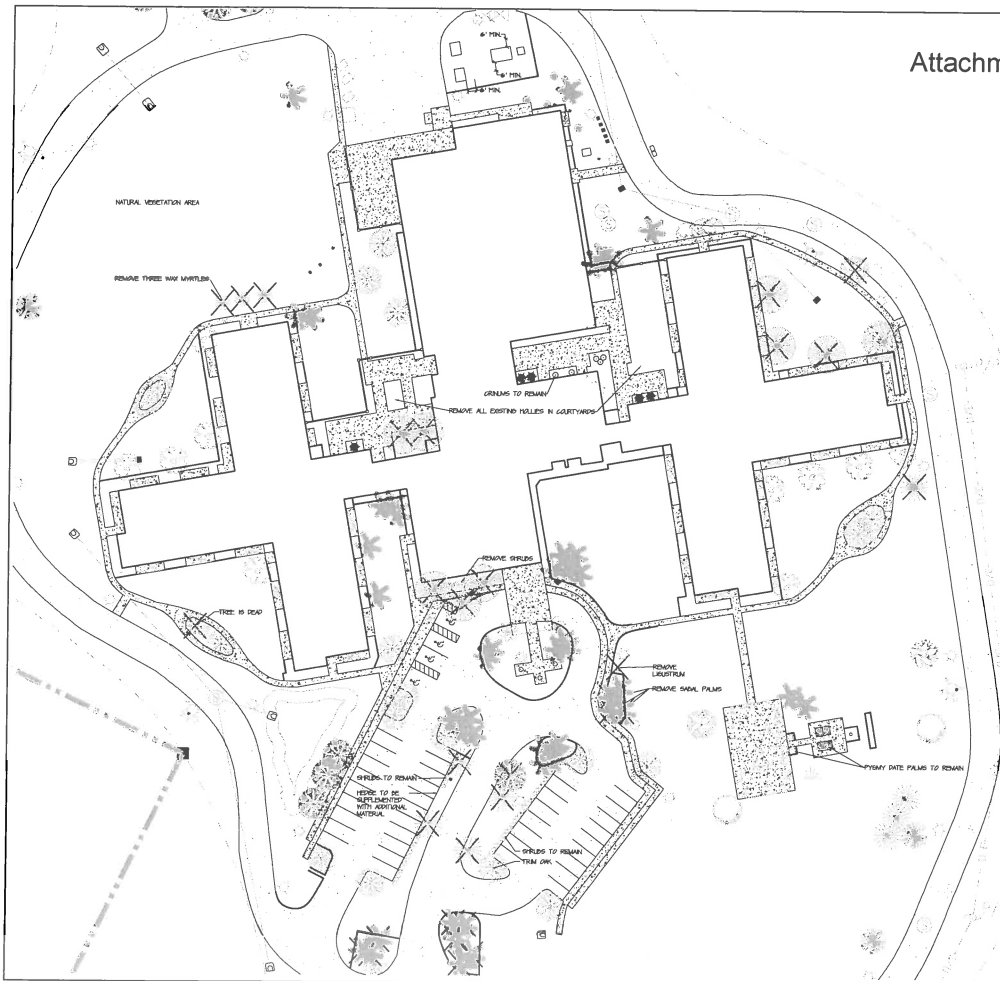 6' MIN.
Attachm
6' MIN.
6' MIN.
NATURAL VEGETATION AREA
REMOVE THREE WAX MYRTLES
CRINUMS TO REMAIN
REMOVE ALL EXISTING HOLLIES IN COURTYARDS
REMOVE SHRUBS
TREE IS DEAD
REMOVE
LIGUSTRUM
REMOVE SABAL PALMS
PYGMY DATE PALMS TO REMAIN
SHRUBS TO REMAIN
HEDGE TO BE
SUPPLEMENTED
WITH ADDITIONAL
MATERIAL
SHRUBS TO REMAIN
TRIM OAK